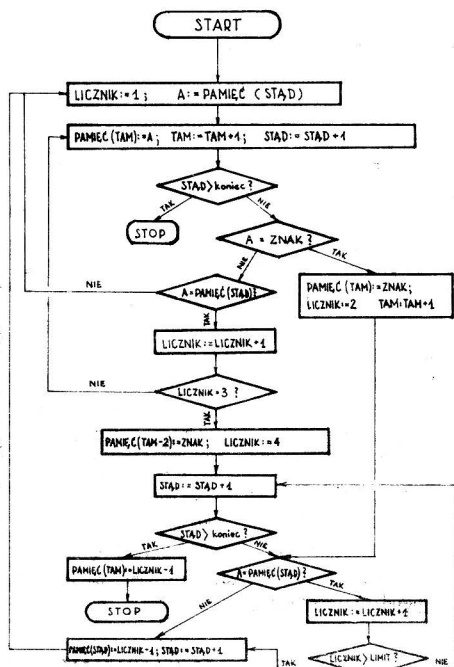 START
LICZNIK:=1; A:= PAMIĘĆ (STĄD)
PAMIĘĆ(TAM):=A; TAM:=TAM+1; STĄD:=STĄD+1
STĄD>koniec?
TAK
NIE
STOP
A = ZNAK?
NIE
TAK
NIE
A=PAMIĘĆ(STĄD)?
PAMIĘĆ(TAM):=ZNAK;
LICZNIK:=2 TAM:TAM+1
TAK
LICZNIK:=LICZNIK+1
NIE
LICZNIK=3 ?
TAK
PAMIĘĆ(TAM-2):=ZNAK; LICZNIK:=4
STĄD:= STĄD+1
STĄD> koniec?
TAK
NIE
PAMIĘĆ(TAM):=LICZNIK-1
A=PAMIĘĆ(STĄD)?
STOP
NIE
TAK
LICZNIK:=LICZNIK+1
PAMIĘĆ(STĄD):=LICZNIK-1; STĄD:=STĄD+1
TAK
LICZNIK>LIMIT?
NIE